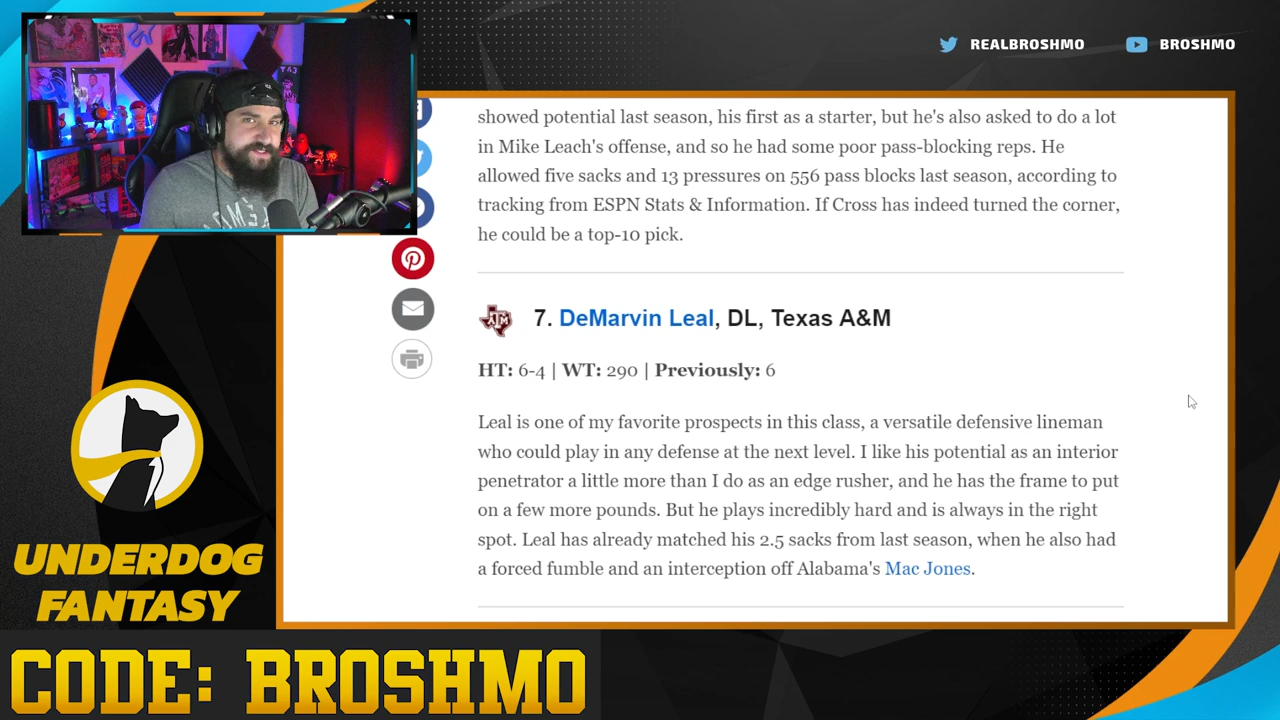 REALBROSHMO
BROSHMO
showed potential last season, his first as a starter, but he's also asked to do a lot
in Mike Leach's offense, and so he had some poor pass-blocking reps. He
allowed five sacks and 13 pressures on 556 pass blocks last season, according to
tracking from ESPN Stats & Information. If Cross has indeed turned the corner,
he could be a top-10 pick.
ATM
7. DeMarvin Leal, DL, Texas A&M
HT: 6-4 | WT: 290 | Previously: 6
Leal is one of my favorite prospects in this class, a versatile defensive lineman
who could play in any defense at the next level. I like his potential as an interior
penetrator a little more than I do as an edge rusher, and he has the frame to put
on a few more pounds. But he plays incredibly hard and is always in the right
spot. Leal has already matched his 2.5 sacks from last season, when he also had
a forced fumble and an interception off Alabama's Mac Jones.
UNDERDOG
FANTASY
CODE: BROSHMO